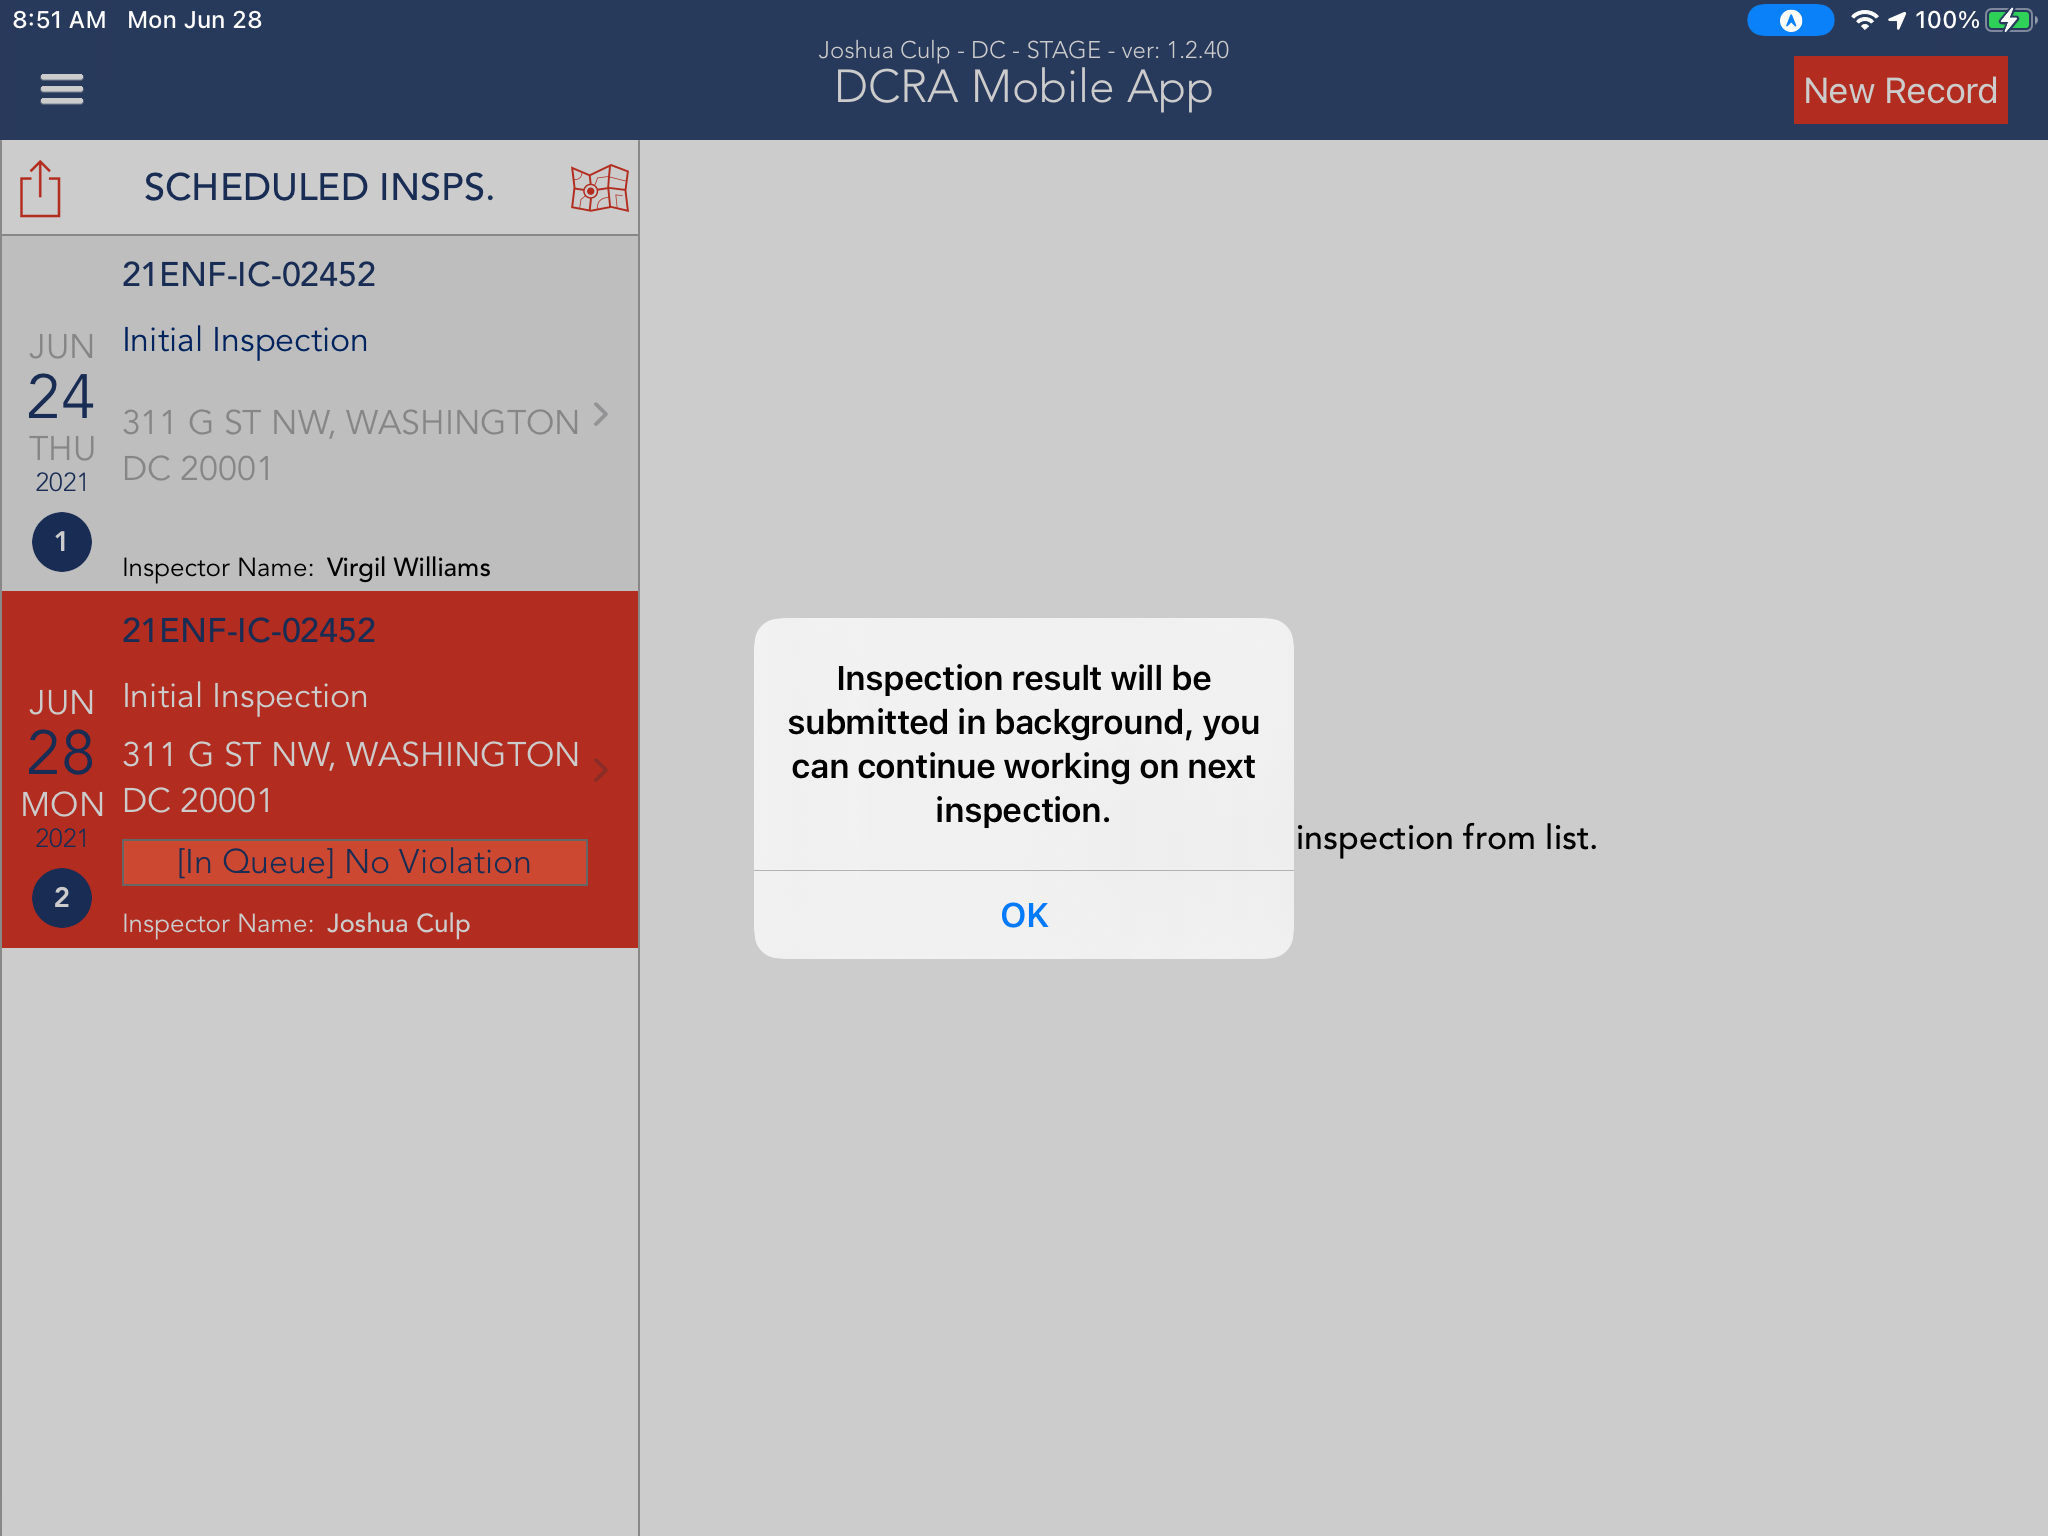 8:51 AM Mon Jun 28
100%
Joshua Culp - DC - STAGE - ver: 1.2.40
DCRA Mobile App
New Record
SCHEDULED INSPS.
21ENF-IC-02452
Initial Inspection
JUN
24
THU
2021
311 G ST NW, WASHINGTON
DC 20001
1
Inspector Name: Virgil Williams
21ENF-IC-02452
Initial Inspection
JUN
28
MON
2021
311 G ST NW, WASHINGTON
DC 20001
[In Queue] No Violation
2
Inspector Name: Joshua Culp
Inspection result will be
submitted in background, you
can continue working on next
inspection.
OK
inspection from list.